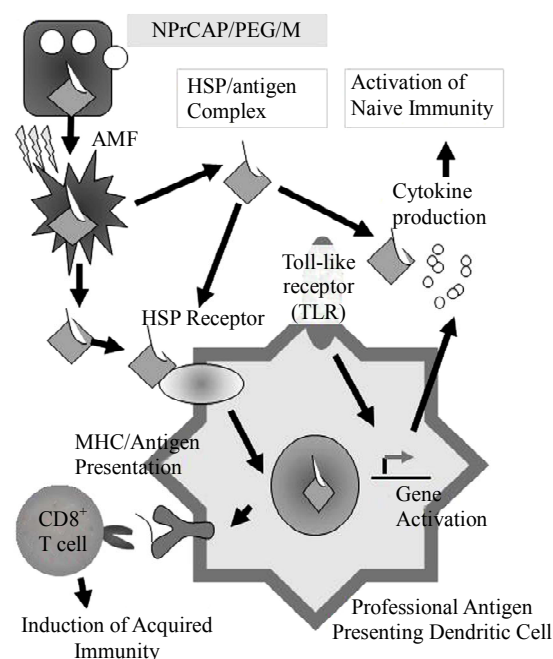 NPrCAP/PEG/M
HSP/antigen
Complex
Activation of
Naive Immunity
AMF
Cytokine
production
Toll-like
receptor
(TLR)
HSP Receptor
MHC/Antigen
Presentation
CD8⁺
T cell
Gene
Activation
Induction of Acquired
Immunity
Professional Antigen
Presenting Dendritic Cell